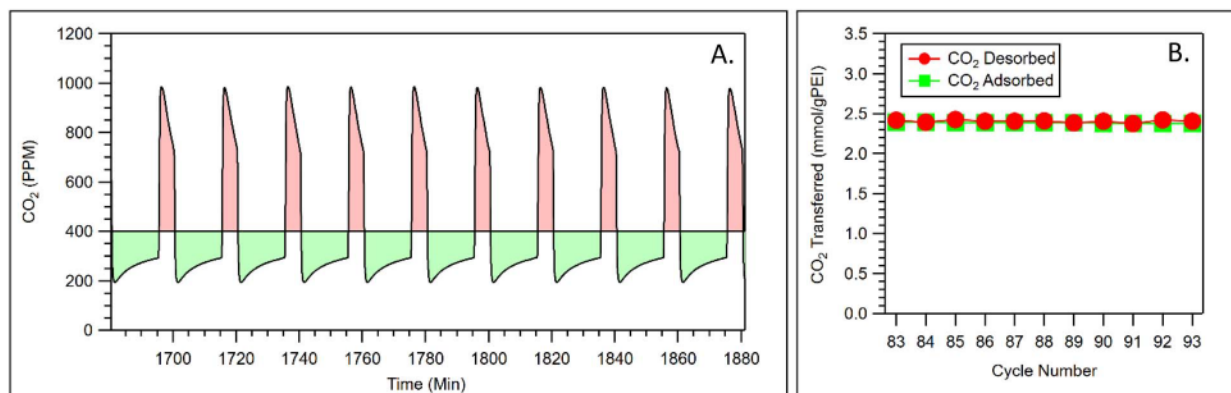 A.
CO₂ (PPM)
1200
1000
800
600
400
200
0
1700 1720 1740 1760 1780 1800 1820 1840 1860 1880
Time (Min)
B.
CO₂ Transferred (mmol/gPEI)
3.5
3.0
2.5
2.0
1.5
1.0
0.5
0.0
CO₂ Desorbed
CO₂ Adsorbed
83 84 85 86 87 88 89 90 91 92 93
Cycle Number